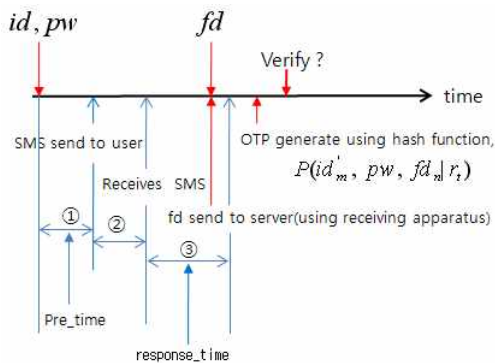 id, pw
fd
Verify ?
time
SMS send to user
OTP generate using hash function,
P(id'm, pw, fdn| rt)
Receives SMS
fd send to server(using receiving apparatus)
①
②
③
Pre_time
response_time